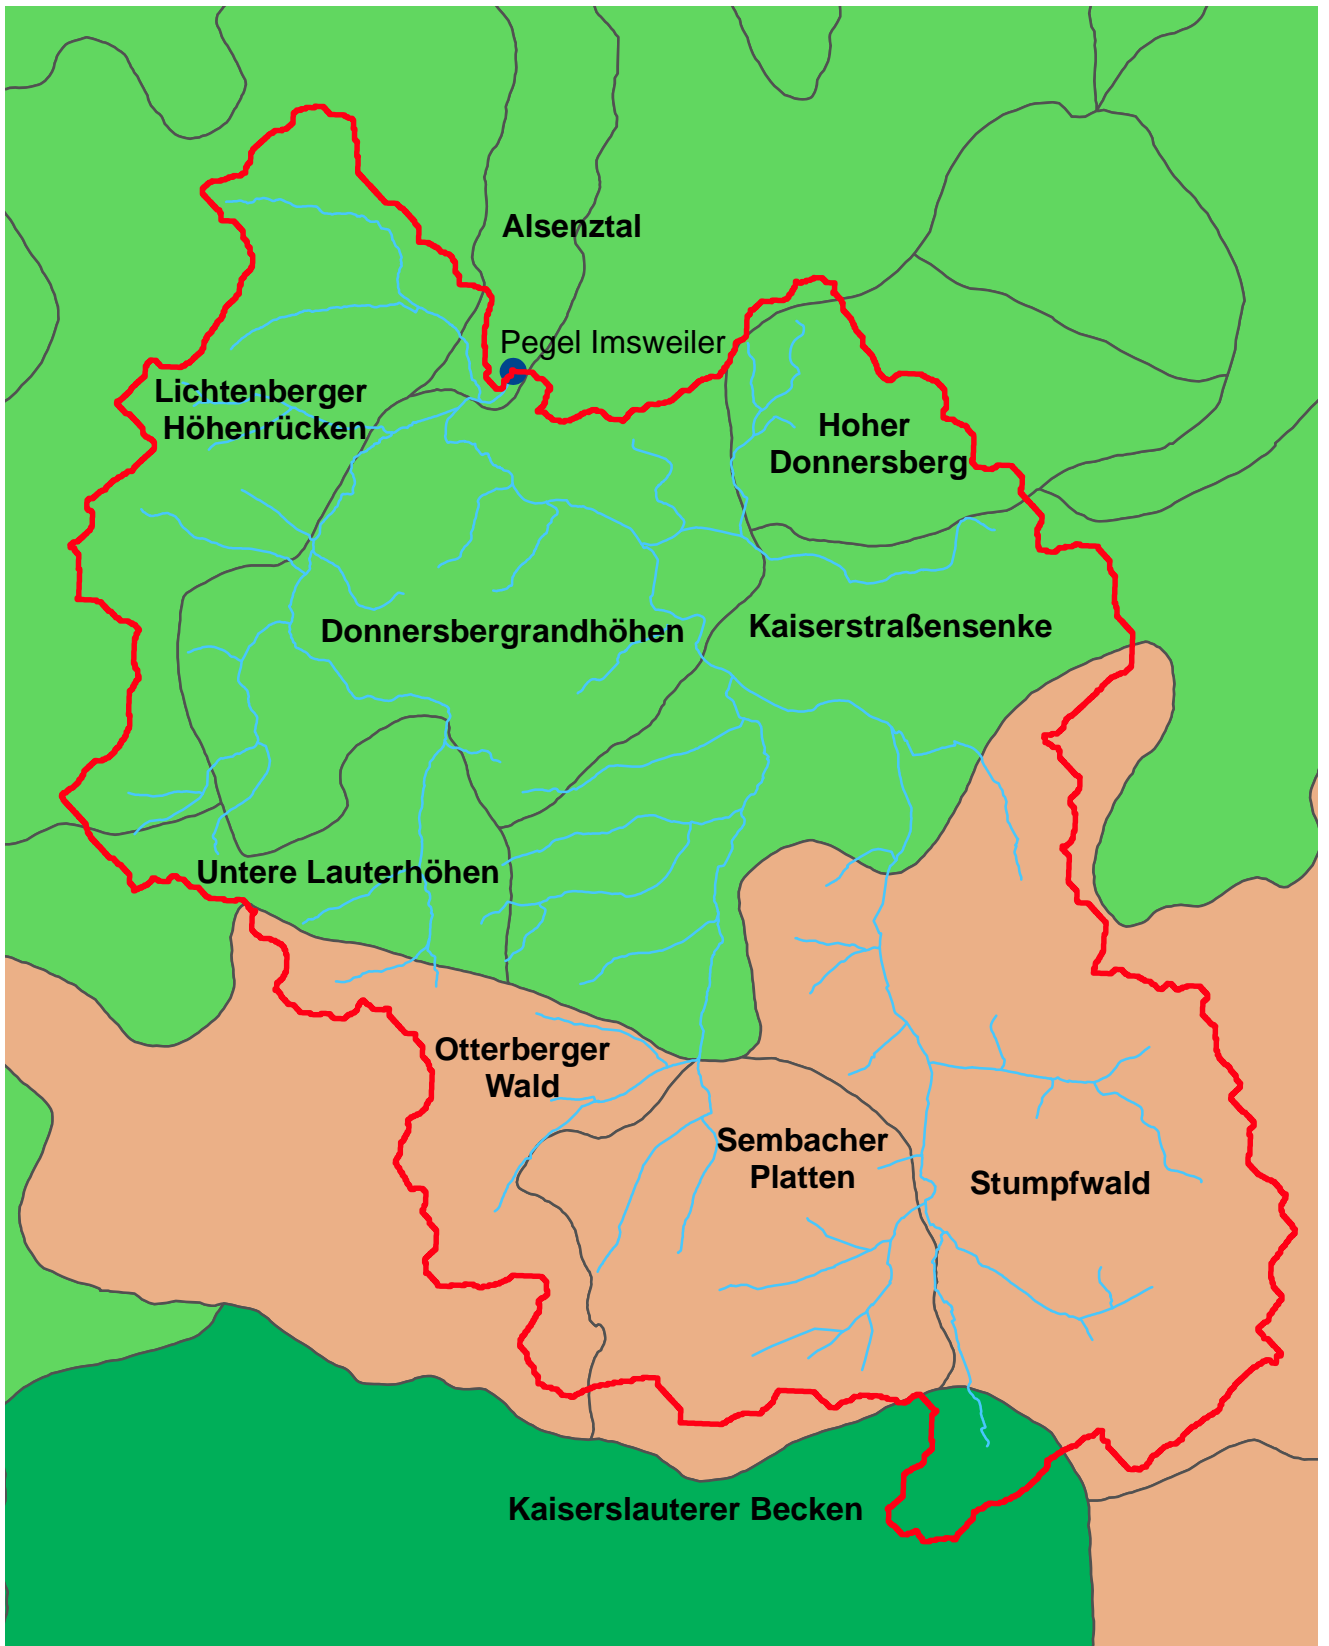 Alsenztal
Pegel Imsweiler
Lichtenberger
Höhenrücken
Hoher
Donnersberg
Donnersbergrandhöhen
Kaiserstraßensenke
Untere Lauterhöhen
Otterberger
Wald
Sembacher
Platten
Stumpfwald
Kaiserslauterer Becken